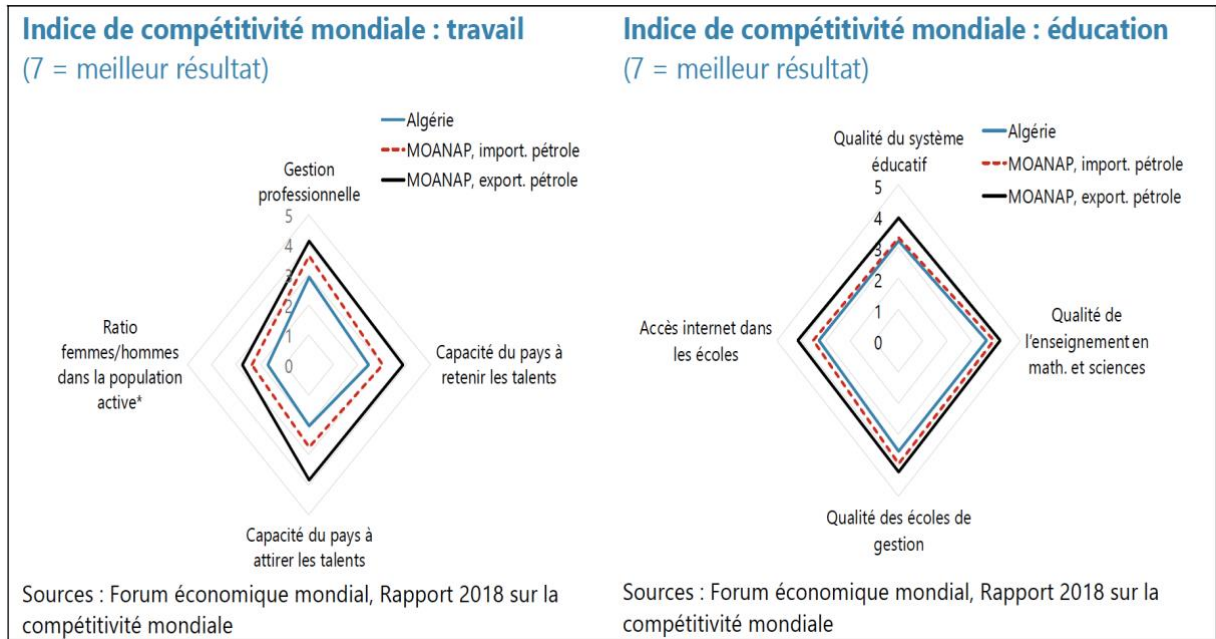 Indice de compétitivité mondiale : travail
(7 = meilleur résultat)
Algérie
MOANAP, import. pétrole
MOANAP, export. pétrole
Gestion
professionnelle
5
4
3
2
1
0
Ratio
femmes/hommes
dans la population
active*
Capacité du pays à
retenir les talents
Capacité du pays à
attirer les talents
Sources : Forum économique mondial, Rapport 2018 sur la
compétitivité mondiale
Indice de compétitivité mondiale : éducation
(7 = meilleur résultat)
Algérie
MOANAP, import. pétrole
MOANAP, export. pétrole
Qualité du système
éducatif
5
4
3
2
1
0
Accès internet dans
les écoles
Qualité de
l'enseignement en
math. et sciences
Qualité des écoles de
gestion
Sources : Forum économique mondial, Rapport 2018 sur la
compétitivité mondiale